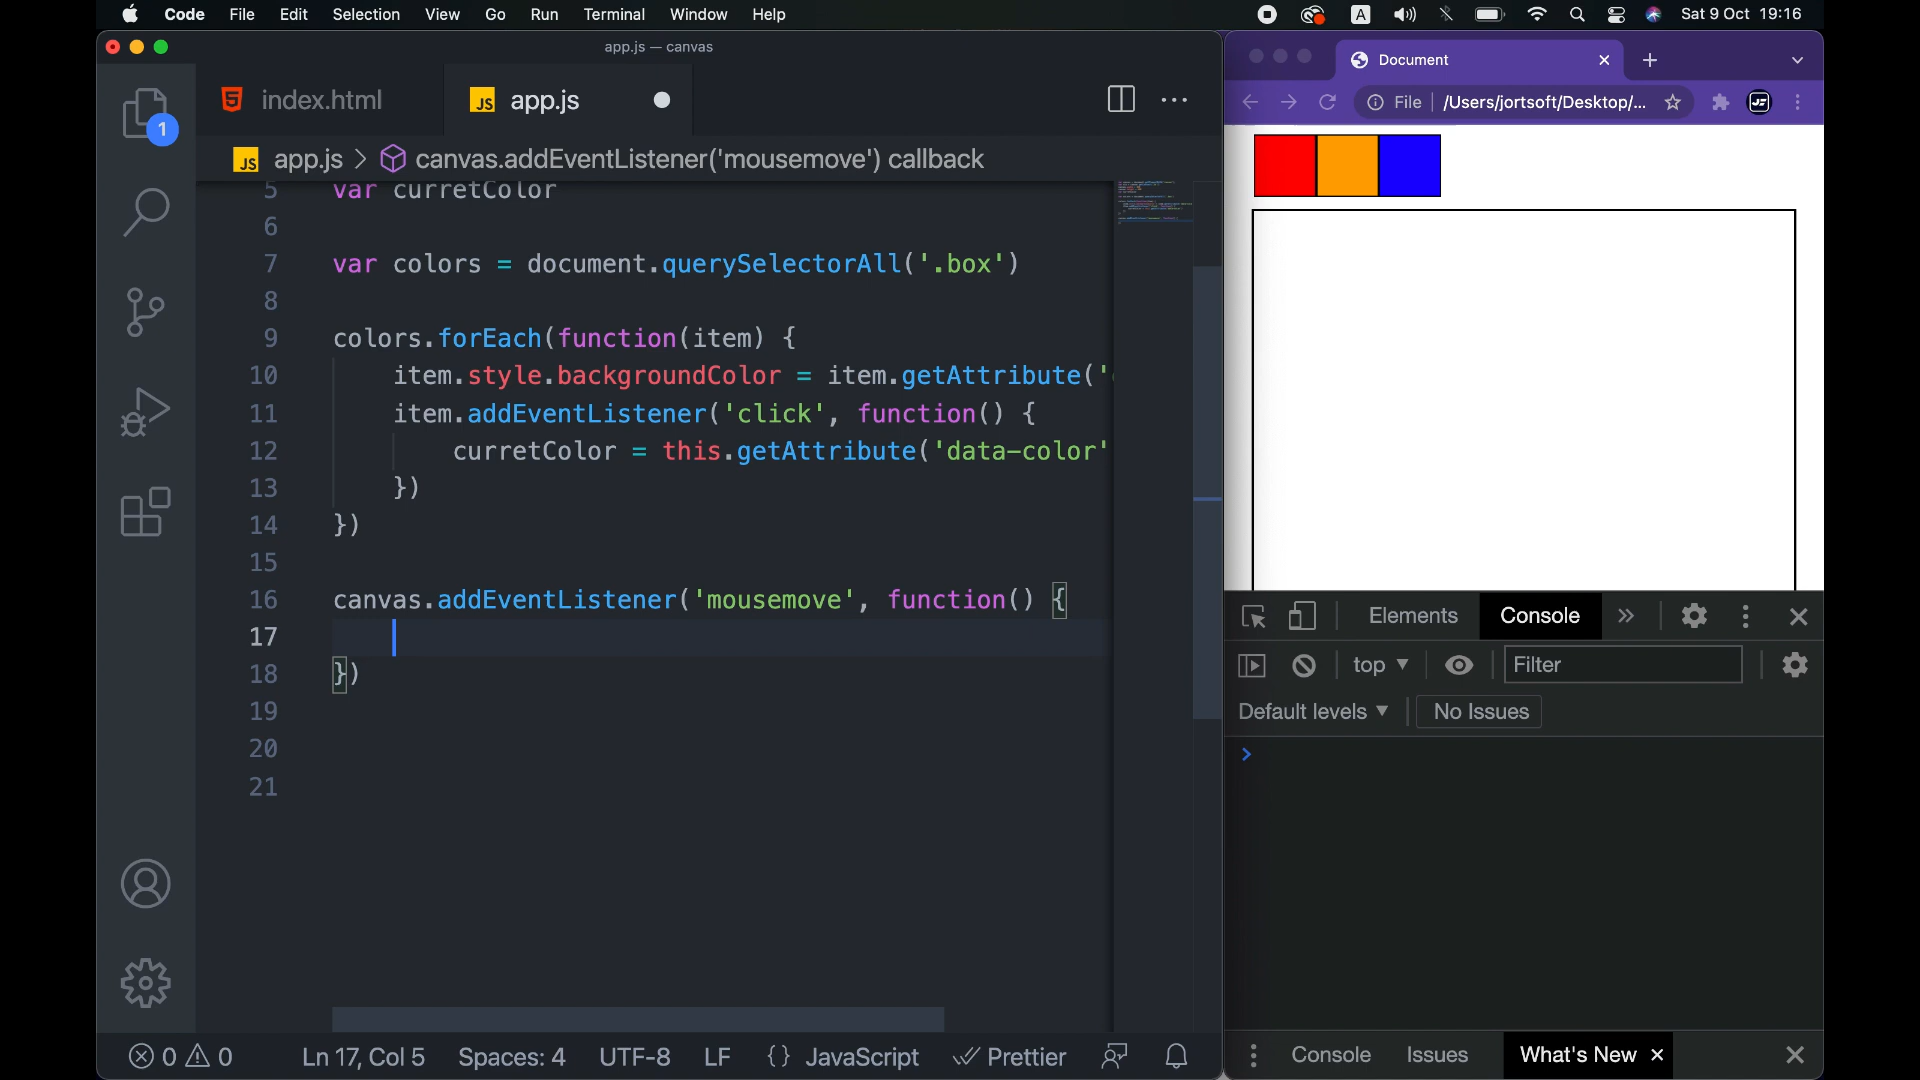 Code File Edit Selection View Go Run Terminal Window Help A Sat 9 Oct 19:16
app.js — canvas
index.html
JS app.js
1
JS app.js > canvas.addEventListener('mousemove') callback
5 var curretColor
6
7 var colors = document.querySelectorAll('.box')
8
9 colors.forEach(function(item) {
10 item.style.backgroundColor = item.getAttribute('
11 item.addEventListener('click', function() {
12 curretColor = this.getAttribute('data-color'
13 })
14 })
15
16 canvas.addEventListener('mousemove', function() {
17
18 })
19
20
21
0 0 Ln 17, Col 5 Spaces: 4 UTF-8 LF {} JavaScript Prettier
Document
File /Users/jortsoft/Desktop/...
Elements Console
top Filter
Default levels No Issues
>
Console Issues What's New